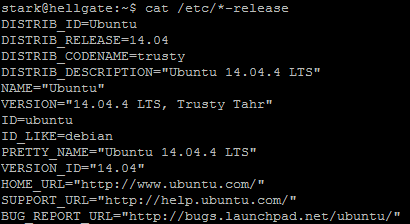 stark@hellgate:~$ cat /etc/*-release
DISTRIB_ID=Ubuntu
DISTRIB_RELEASE=14.04
DISTRIB_CODENAME=trusty
DISTRIB_DESCRIPTION="Ubuntu 14.04.4 LTS"
NAME="Ubuntu"
VERSION="14.04.4 LTS, Trusty Tahr"
ID=ubuntu
ID_LIKE=debian
PRETTY_NAME="Ubuntu 14.04.4 LTS"
VERSION_ID="14.04"
HOME_URL="http://www.ubuntu.com/"
SUPPORT_URL="http://help.ubuntu.com/"
BUG_REPORT_URL="http://bugs.launchpad.net/ubuntu/"